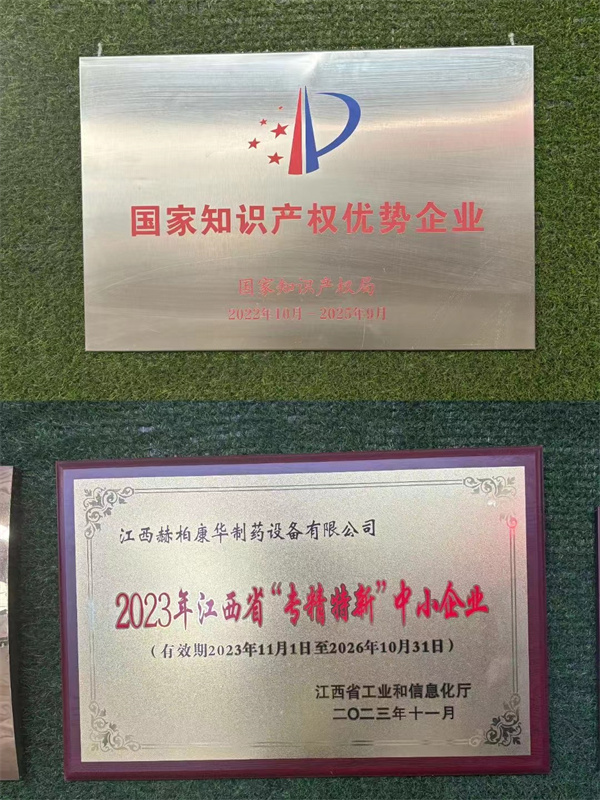 国家知识产权优势企业
国家知识产权局
2022年10月-2025年9月
江西赫柏康华制药设备有限公司
2023年江西省“专精特新”中小企业
（有效期2023年11月1日至2026年10月31日）
江西省工业和信息化厅
二〇二三年十一月